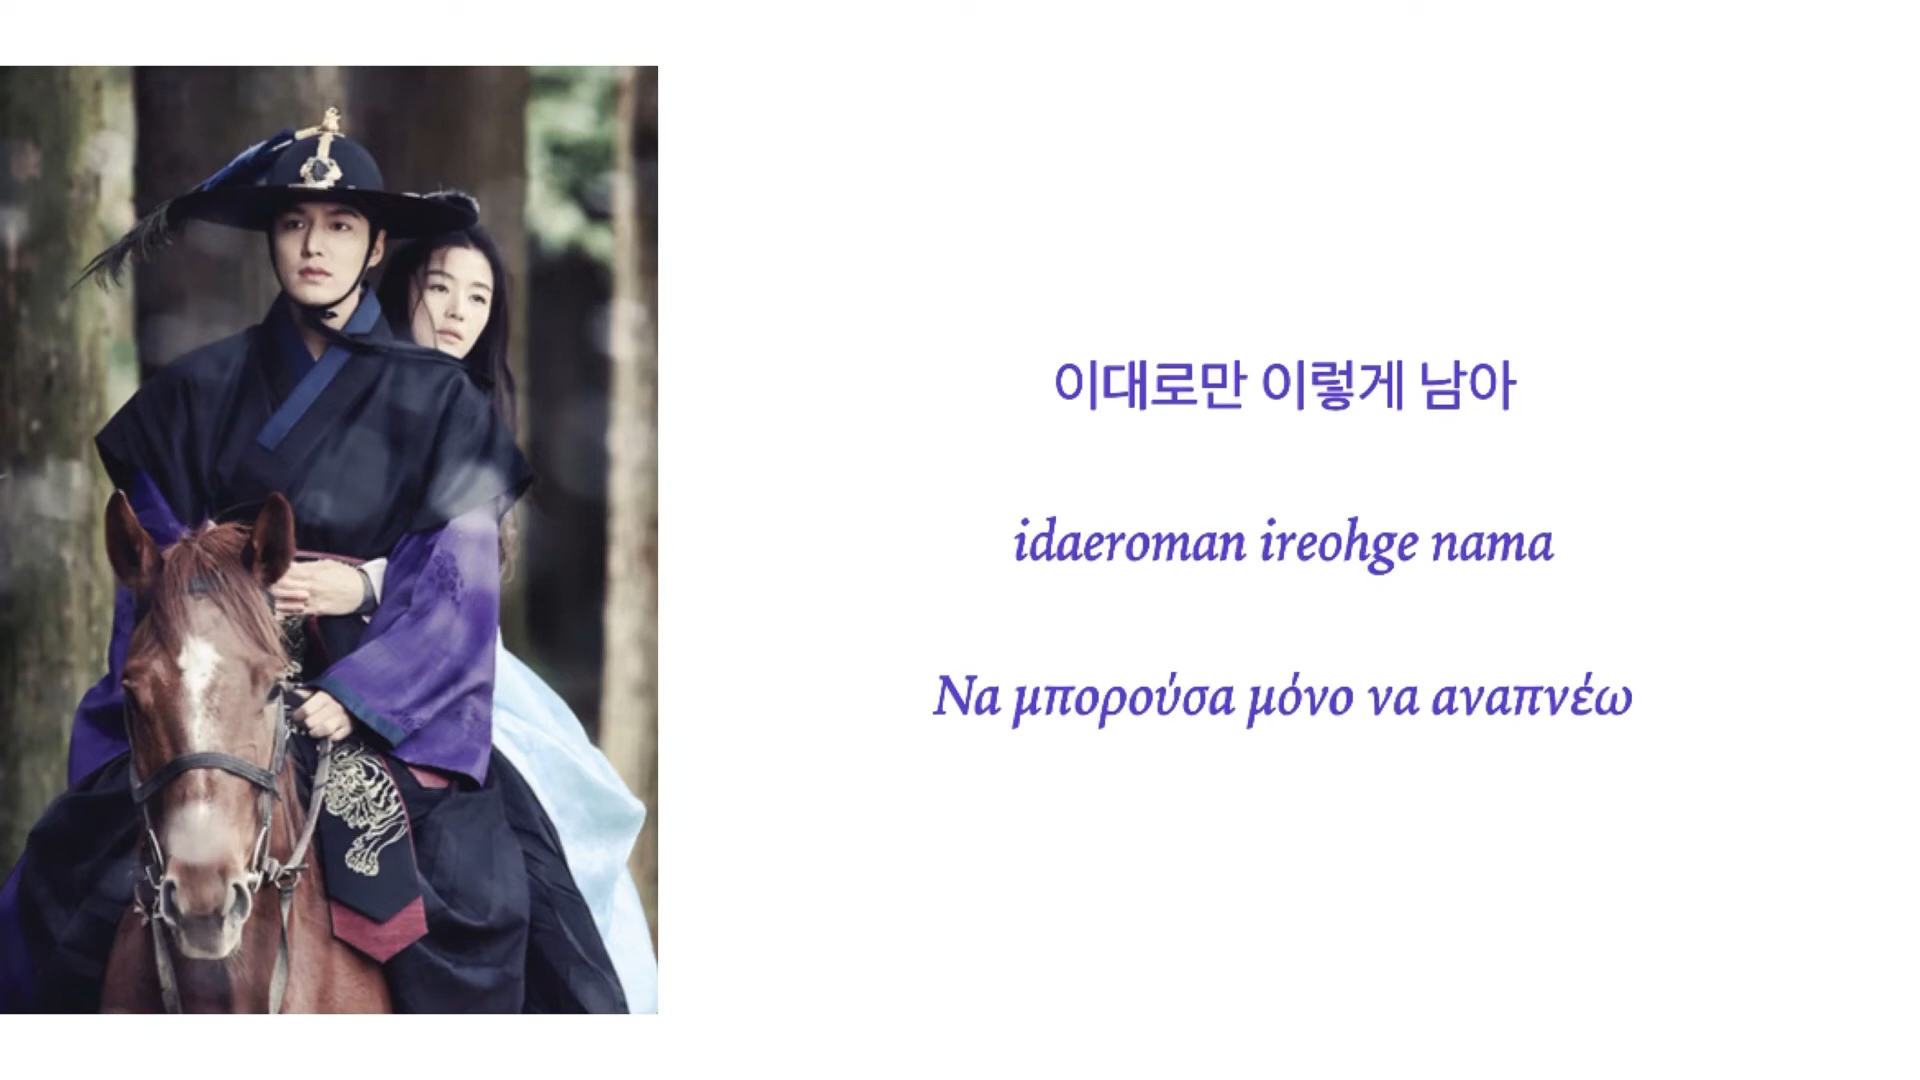 이대로만 이렇게 남아
idaeroman ireohge nama
Να μπορούσα μόνο να αναπνέω